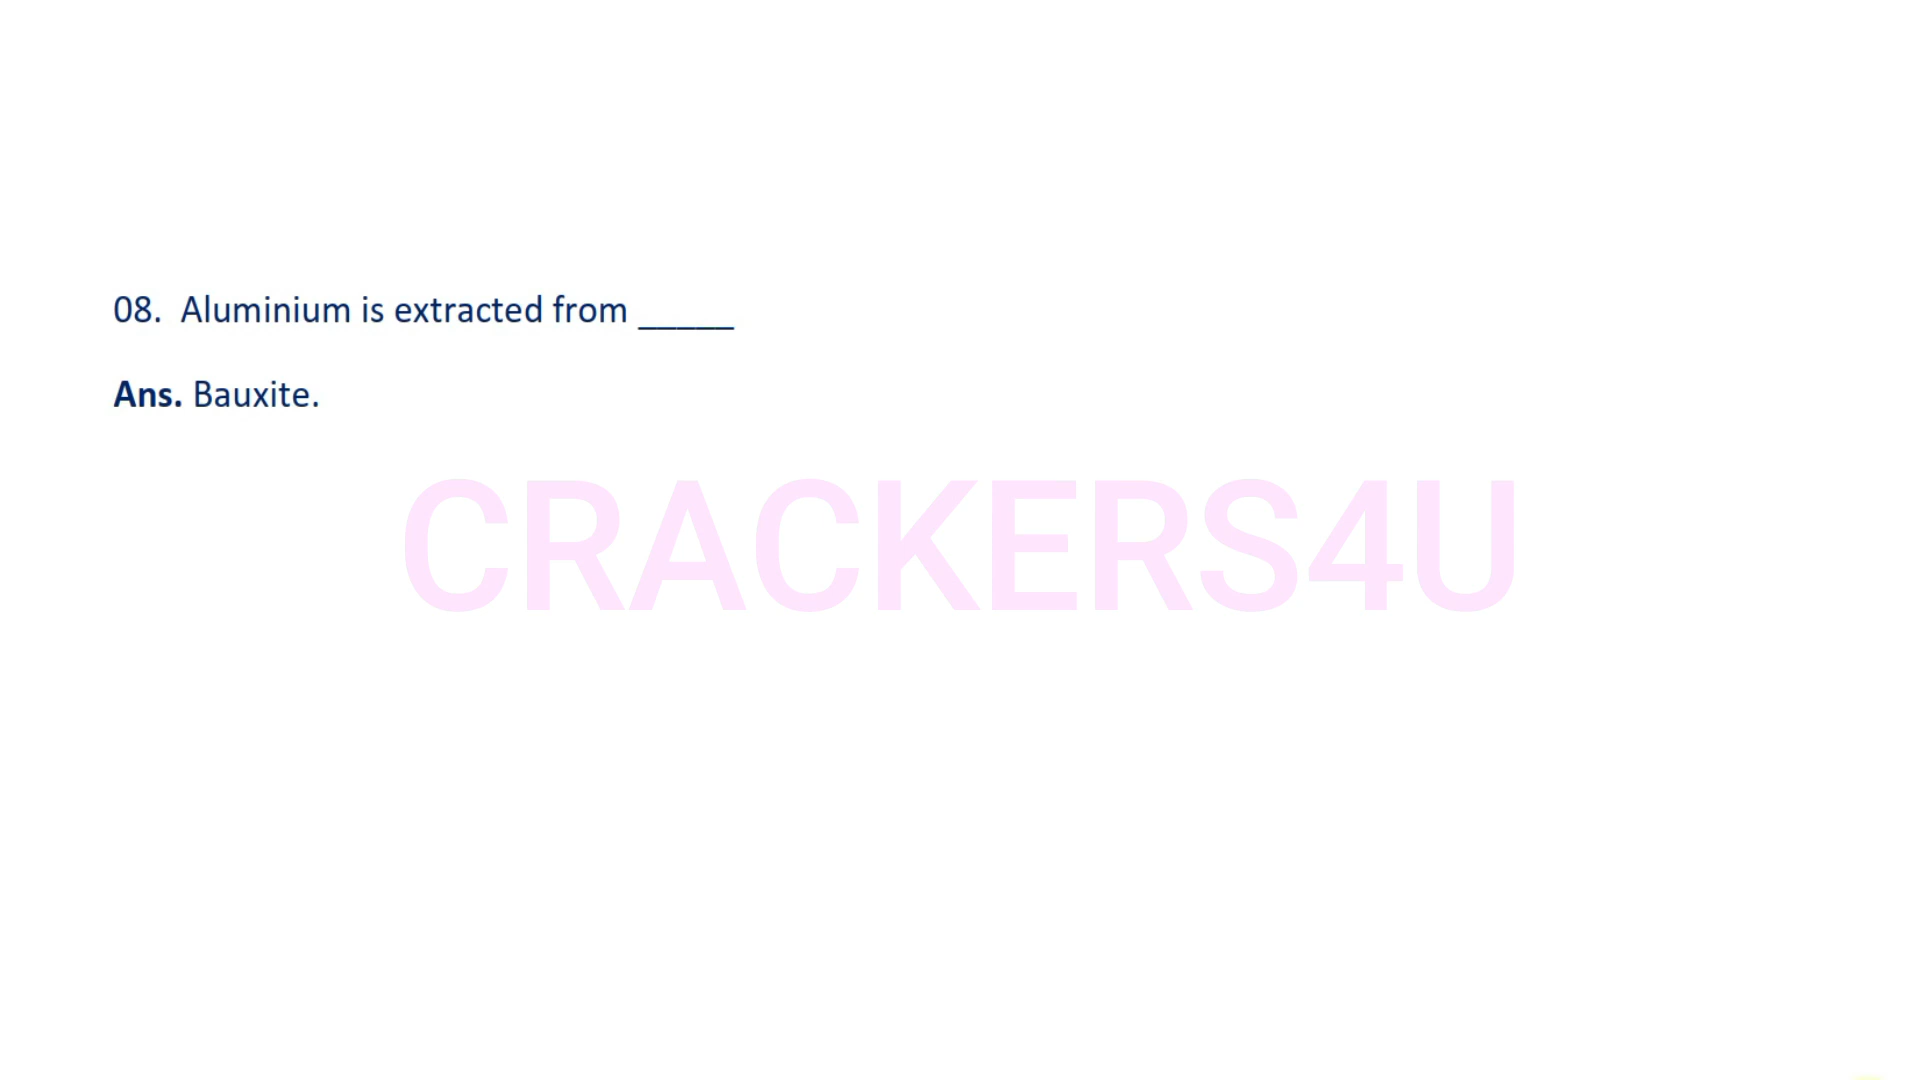 08. Aluminium is extracted from _____
Ans. Bauxite.
CRACKERS4U